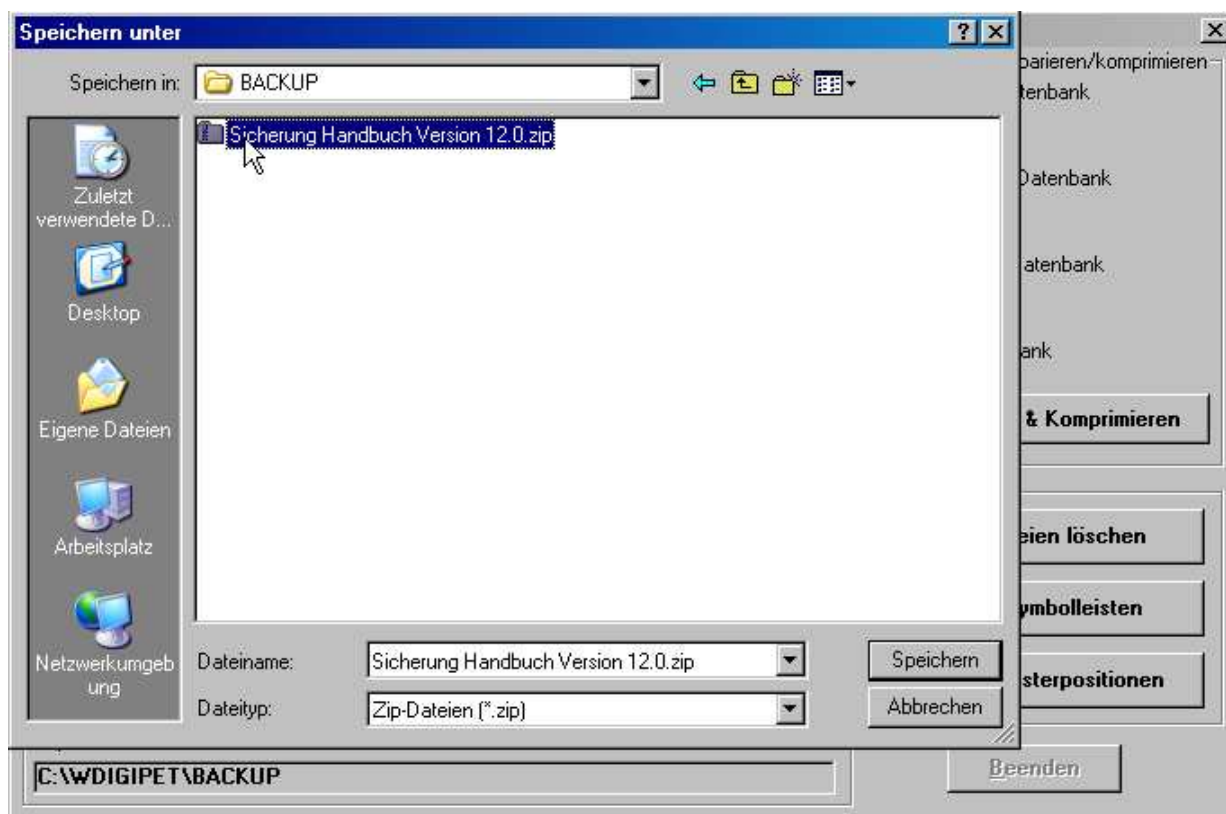 Speichern unter
Speichern in:
BACKUP
Sicherung Handbuch Version 12.0.zip
Zuletzt
verwendete D...
Desktop
Eigene Dateien
Arbeitsplatz
Netzwerkumgeb
ung
Dateiname:
Sicherung Handbuch Version 12.0.zip
Speichern
Dateityp:
Zip-Dateien (*.zip)
Abbrechen
parieren/komprimieren
tenbank
Datenbank
atenbank
ank
& Komprimieren
eien löschen
ymbolleisten
sterpositionen
C:\WDIGIPET\BACKUP
Beenden